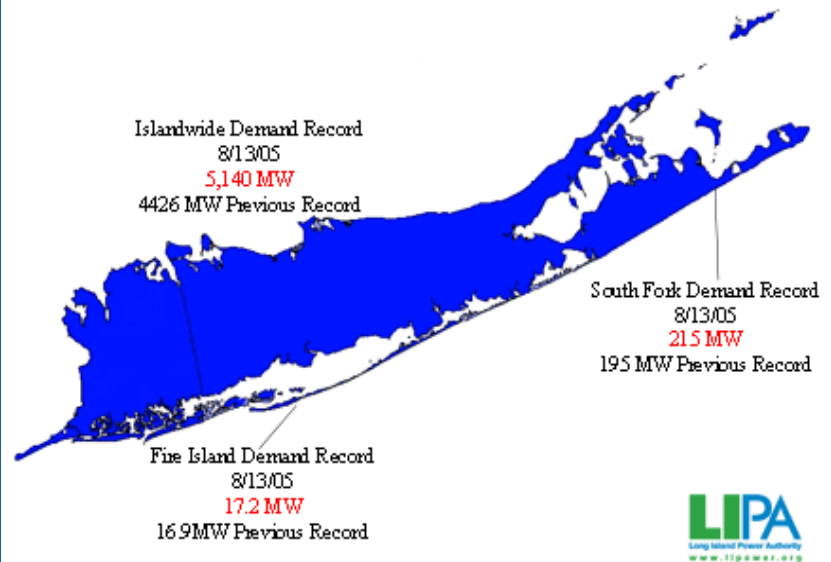 Islandwide Demand Record
8/13/05
5,140 MW
4426 MW Previous Record
South Fork Demand Record
8/13/05
215 MW
195 MW Previous Record
Fire Island Demand Record
8/13/05
17.2 MW
16.9MW Previous Record
LIPA
Long Island Power Authority
www.lipower.org